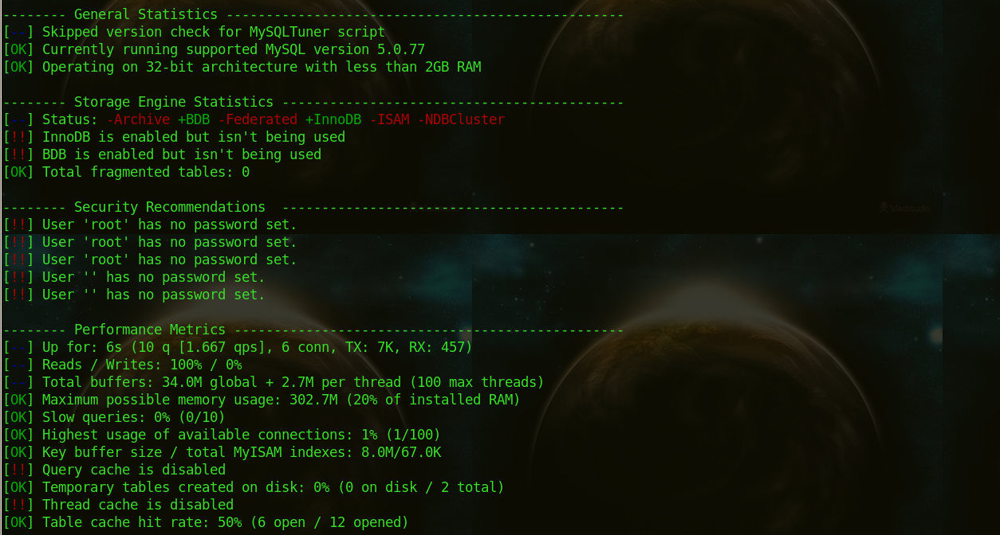 -------- General Statistics --------------------------------------------------
[--] Skipped version check for MySQLTuner script
[OK] Currently running supported MySQL version 5.0.77
[OK] Operating on 32-bit architecture with less than 2GB RAM
-------- Storage Engine Statistics -------------------------------------------
[--] Status: -Archive +BDB -Federated +InnoDB -ISAM -NDBCluster
[!!] InnoDB is enabled but isn't being used
[!!] BDB is enabled but isn't being used
[OK] Total fragmented tables: 0
-------- Security Recommendations  -------------------------------------------
[!!] User 'root' has no password set.
[!!] User 'root' has no password set.
[!!] User 'root' has no password set.
[!!] User '' has no password set.
[!!] User '' has no password set.
-------- Performance Metrics -------------------------------------------------
[--] Up for: 6s (10 q [1.667 qps], 6 conn, TX: 7K, RX: 457)
[--] Reads / Writes: 100% / 0%
[--] Total buffers: 34.0M global + 2.7M per thread (100 max threads)
[OK] Maximum possible memory usage: 302.7M (20% of installed RAM)
[OK] Slow queries: 0% (0/10)
[OK] Highest usage of available connections: 1% (1/100)
[OK] Key buffer size / total MyISAM indexes: 8.0M/67.0K
[!!] Query cache is disabled
[OK] Temporary tables created on disk: 0% (0 on disk / 2 total)
[!!] Thread cache is disabled
[OK] Table cache hit rate: 50% (6 open / 12 opened)
Vladstudio